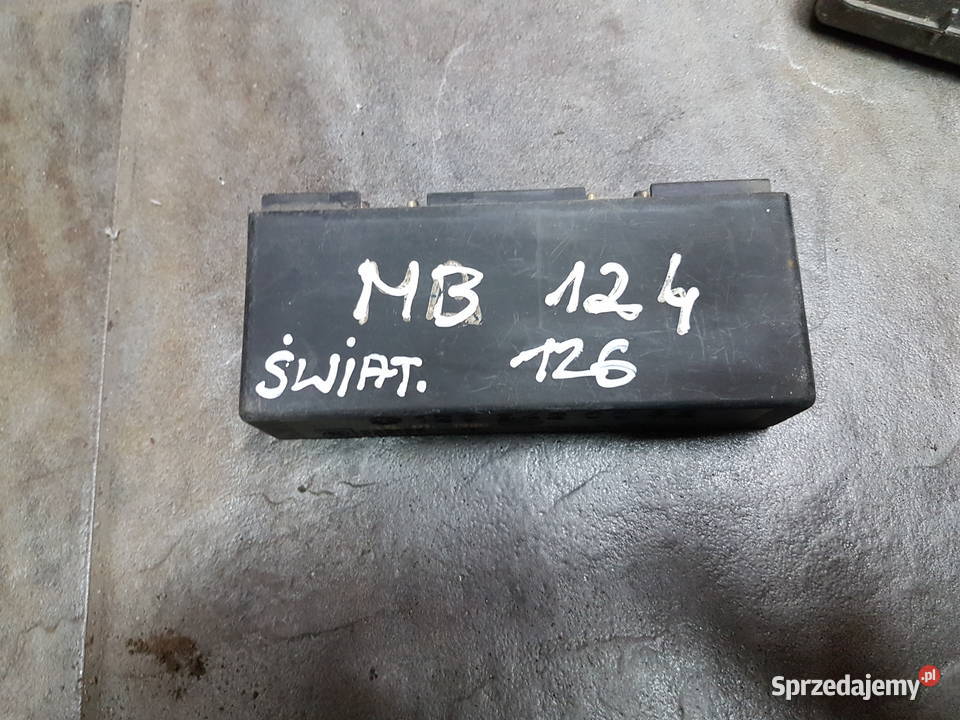 MB 124
ŚWIAT. 126
Sprzedajemy.pl